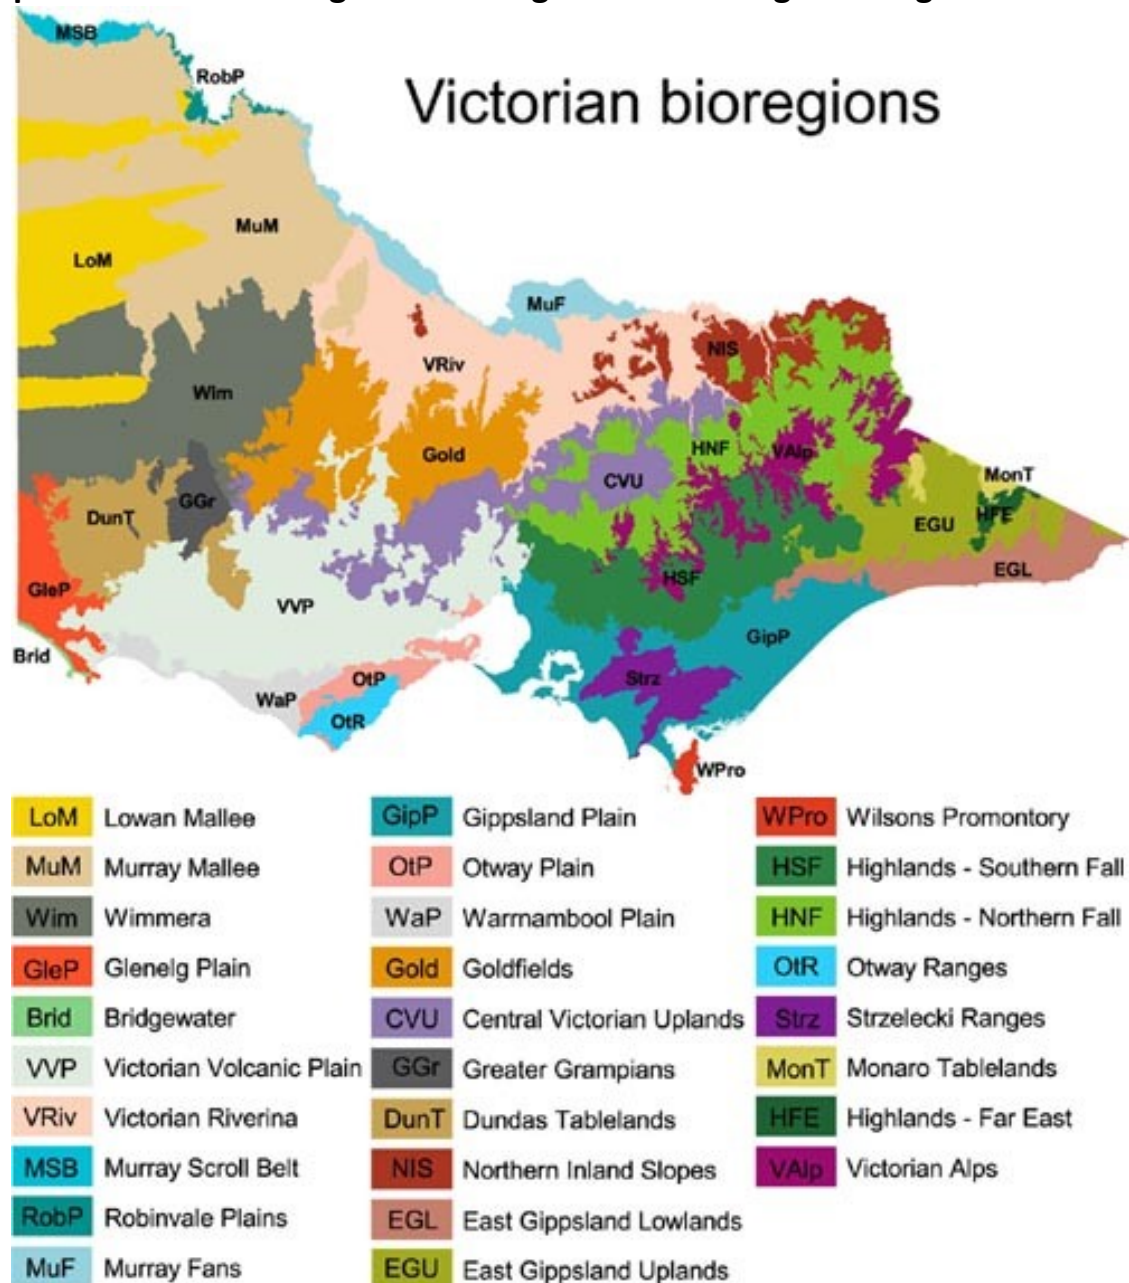 MSB
RobP
Victorian bioregions
MuM
LoM
MuF
NIS
VRiv
Wim
Gold
HNF
VAlp
CVU
MonT
GGr
DunT
HFE
EGU
EGL
HSF
GleP
VVP
GipP
Brid
OtP
Strz
WaP
OtR
WPro
LoM Lowan Mallee
MuM Murray Mallee
Wim Wimmera
GleP Glenelg Plain
Brid Bridgewater
VVP Victorian Volcanic Plain
VRiv Victorian Riverina
MSB Murray Scroll Belt
RobP Robinvale Plains
MuF Murray Fans
GipP Gippsland Plain
OtP Otway Plain
WaP Warrnambool Plain
Gold Goldfields
CVU Central Victorian Uplands
GGr Greater Grampians
DunT Dundas Tablelands
NIS Northern Inland Slopes
EGL East Gippsland Lowlands
EGU East Gippsland Uplands
WPro Wilsons Promontory
HSF Highlands - Southern Fall
HNF Highlands - Northern Fall
OtR Otway Ranges
Strz Strzelecki Ranges
MonT Monaro Tablelands
HFE Highlands - Far East
VAlp Victorian Alps